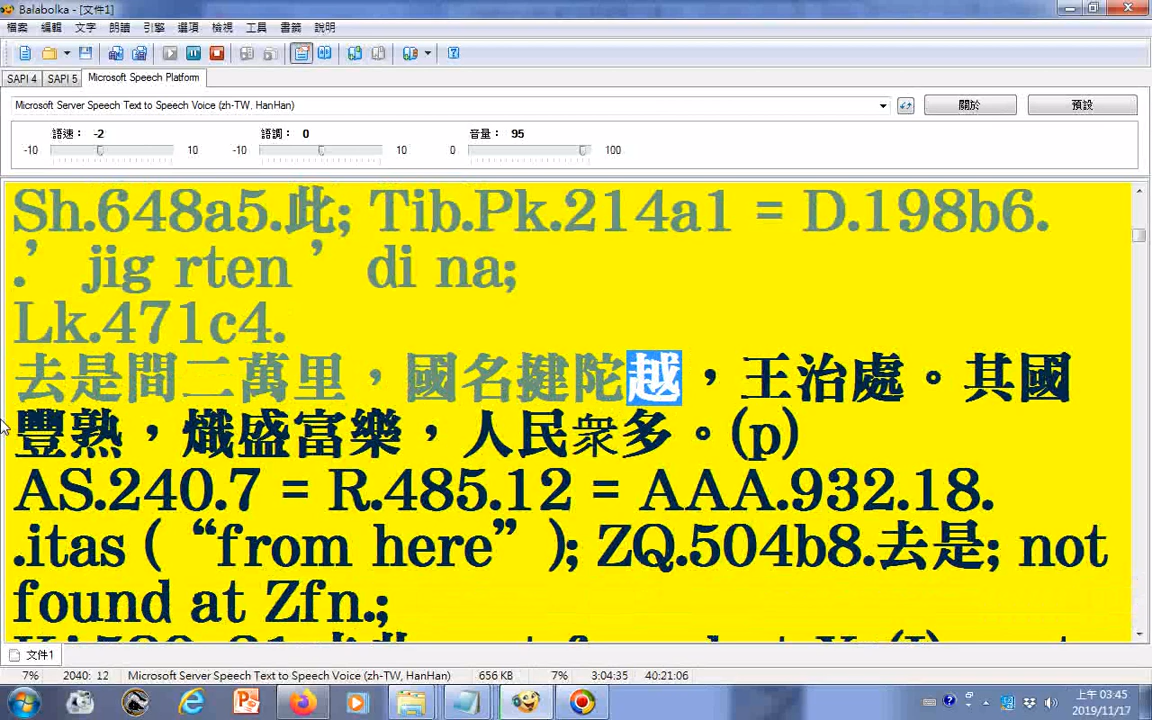 Balabolka - [文件1]
檔案 編輯 文字 朗讀 引擎 選項 檢視 工具 書籤 說明
SAPI 4 SAPI 5 Microsoft Speech Platform
Microsoft Server Speech Text to Speech Voice (zh-TW, HanHan)
關於 預設
語速： -2 語調： 0 音量： 95
-10 10 -10 10 0 100
Sh.648a5.此; Tib.Pk.214a1 = D.198b6.
.’ jig rten ’ di na;
Lk.471c4.
去是間二萬里，國名揵陀越，王治處。其國
豐熟，熾盛富樂，人民衆多。(p)
AS.240.7 = R.485.12 = AAA.932.18.
.itas (“from here”); ZQ.504b8.去是; not
found at Zfn.;
文件1
7% 2040: 12 Microsoft Server Speech Text to Speech Voice (zh-TW, HanHan) 656 KB 7% 3:04:35 40:21:06
上午 03:45
2019/11/17